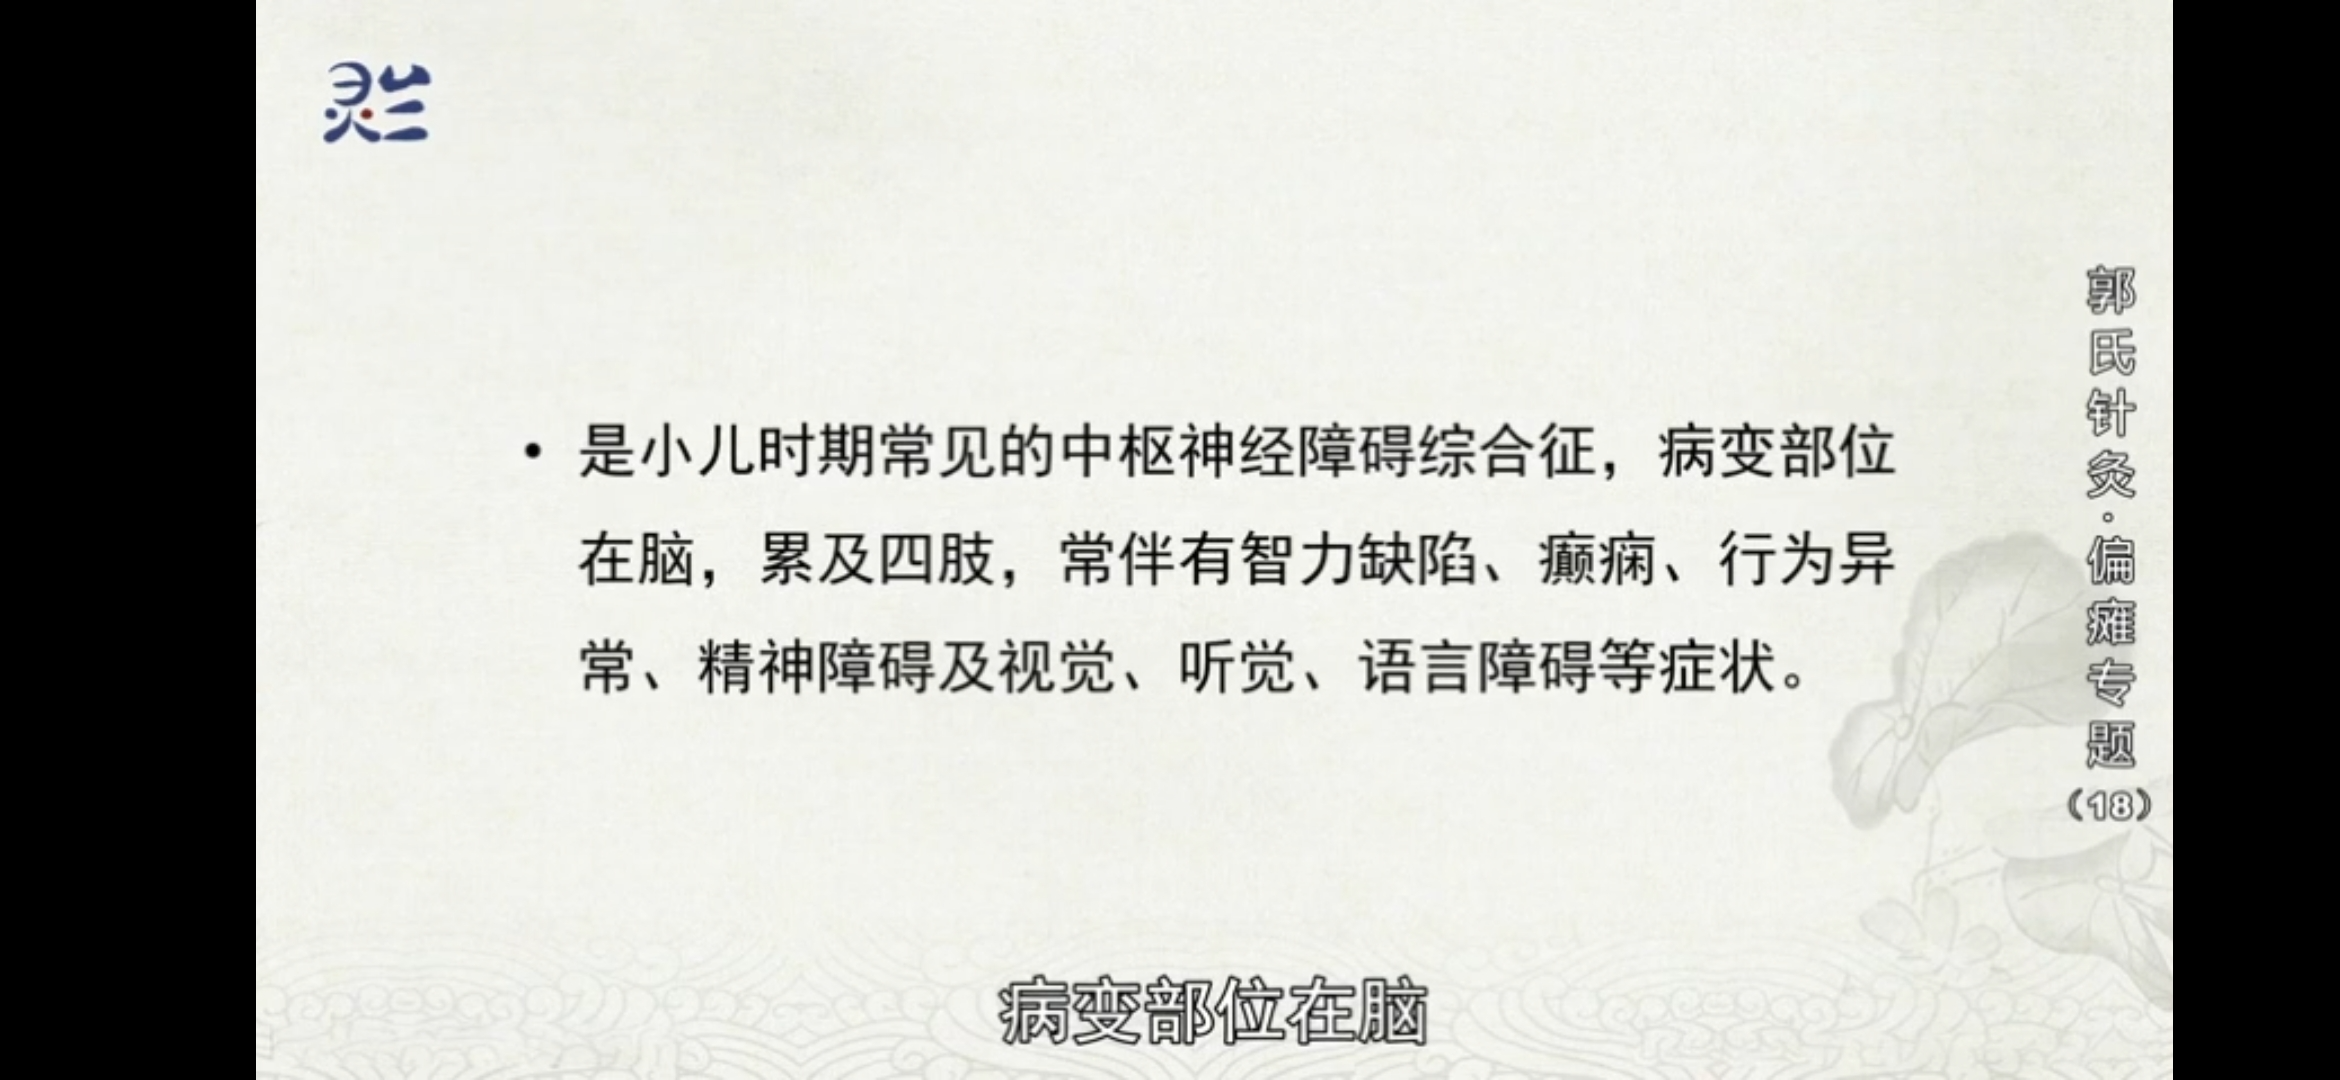 灵兰
• 是小儿时期常见的中枢神经障碍综合征，病变部位
在脑，累及四肢，常伴有智力缺陷、癫痫、行为异
常、精神障碍及视觉、听觉、语言障碍等症状。
郭氏针灸·偏瘫专题（18）
病变部位在脑